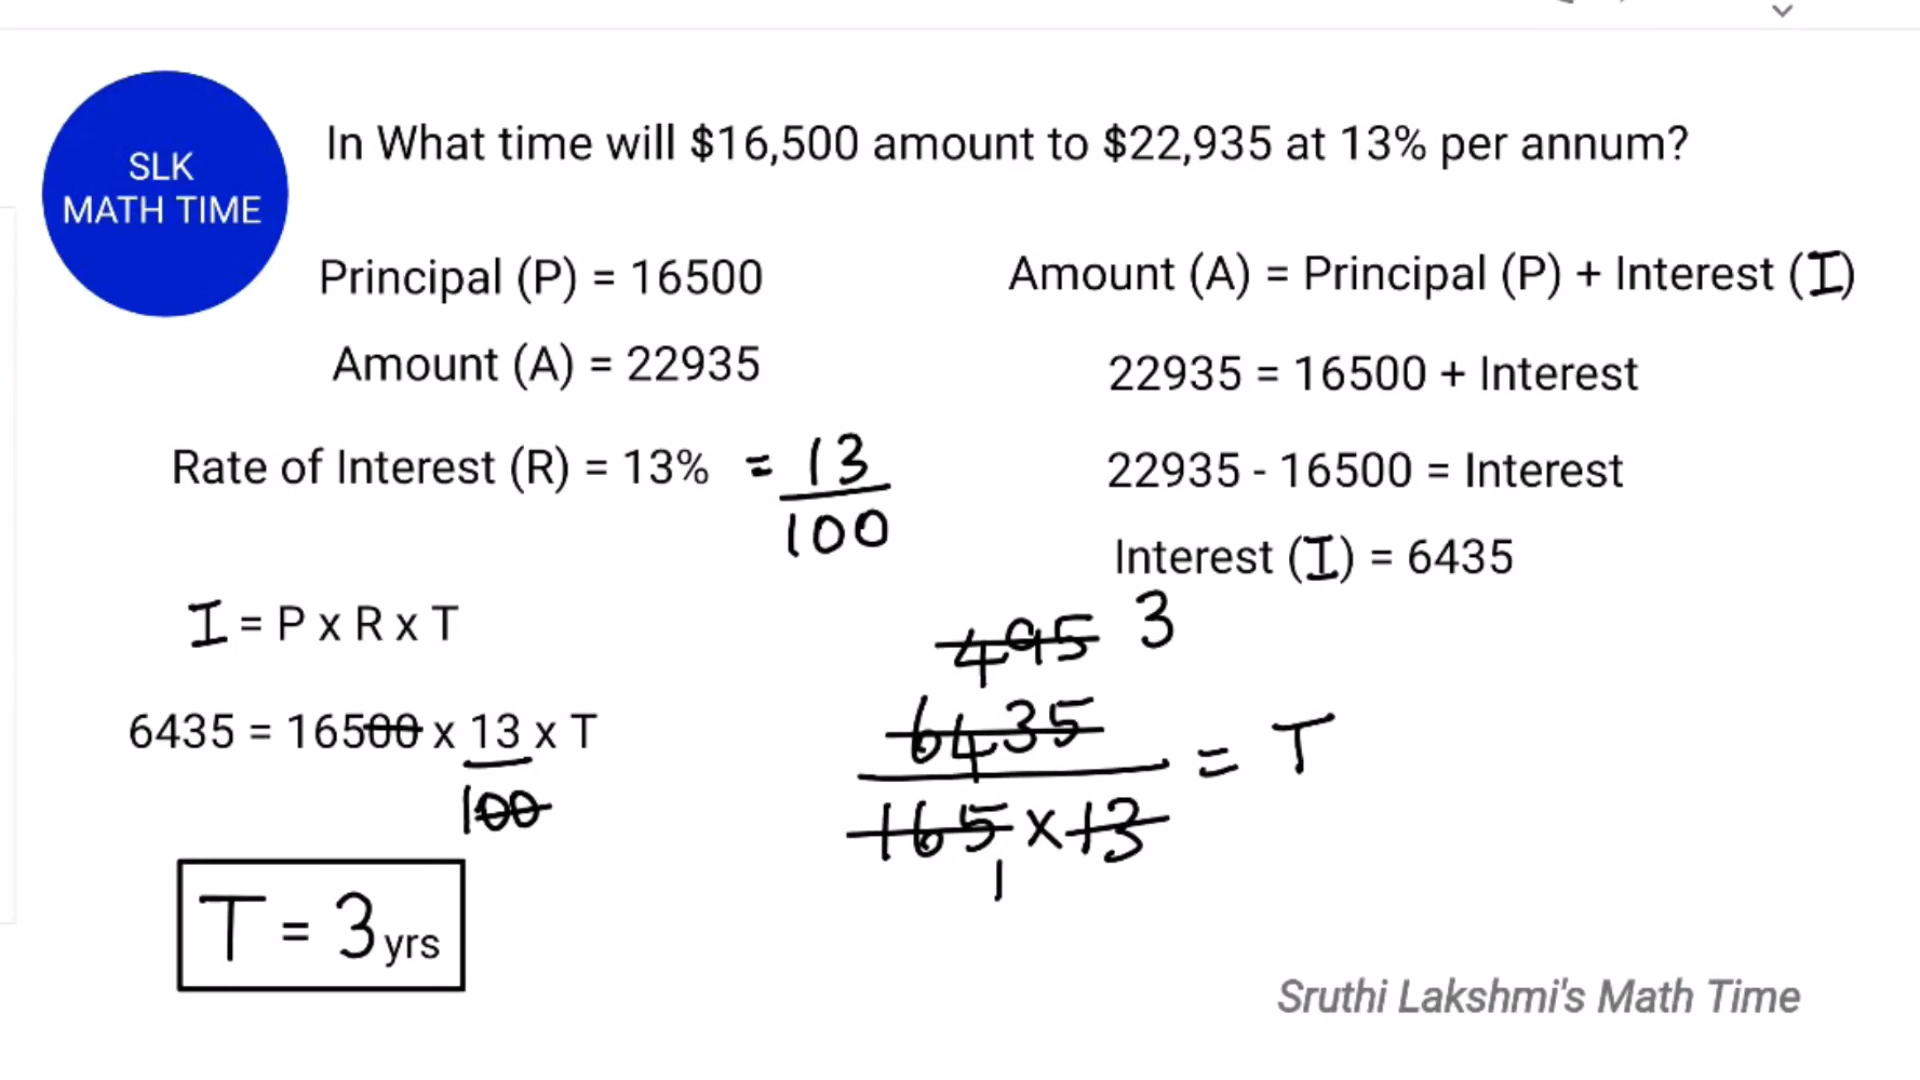 SLK
MATH TIME
In What time will $16,500 amount to $22,935 at 13% per annum?
Principal (P) = 16500
Amount (A) = 22935
Rate of Interest (R) = 13% = 13
100
I = P x R x T
6435 = 16500 x 13 x T
100
T = 3 yrs
Amount (A) = Principal (P) + Interest (I)
22935 = 16500 + Interest
22935 - 16500 = Interest
Interest (I) = 6435
495 3
6435
= T
165 x 13
1
Sruthi Lakshmi's Math Time